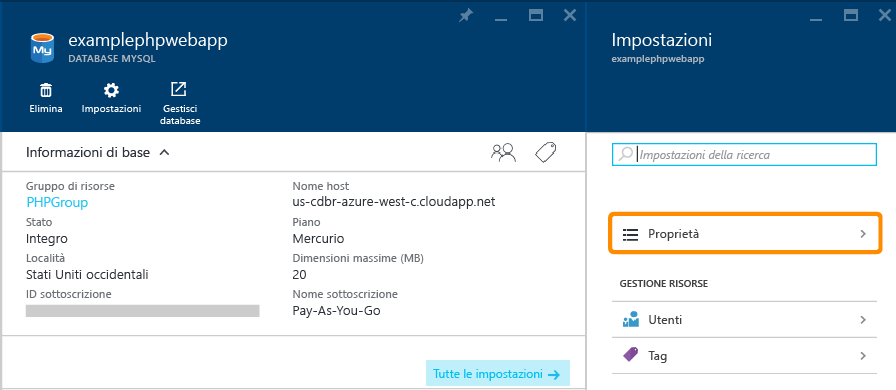 examplephpwebapp
DATABASE MYSQL
Elimina
Impostazioni
Gestisci
database
Informazioni di base
Gruppo di risorse
PHPGroup
Stato
Integro
Località
Stati Uniti occidentali
ID sottoscrizione
Nome host
us-cdbr-azure-west-c.cloudapp.net
Piano
Mercurio
Dimensioni massime (MB)
20
Nome sottoscrizione
Pay-As-You-Go
Tutte le impostazioni
Impostazioni
examplephpwebapp
Impostazioni della ricerca
Proprietà
GESTIONE RISORSE
Utenti
Tag
My